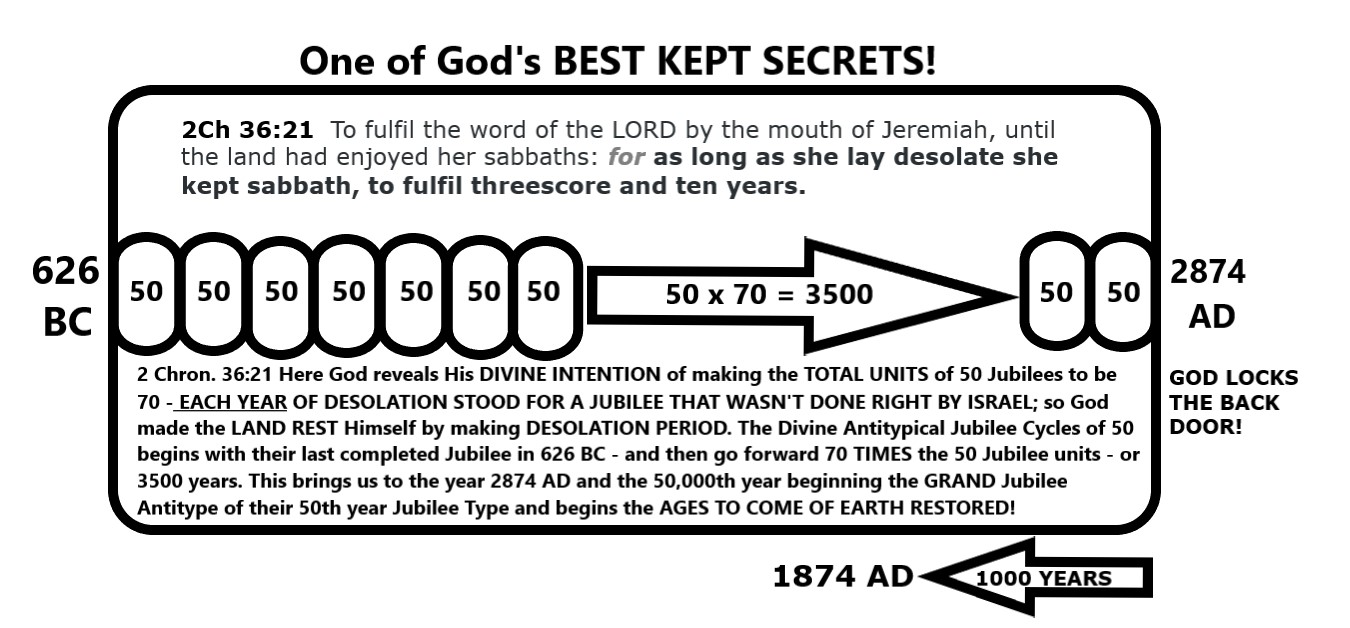 One of God's BEST KEPT SECRETS!
2Ch 36:21 To fulfil the word of the LORD by the mouth of Jeremiah, until
the land had enjoyed her sabbaths: for as long as she lay desolate she
kept sabbath, to fulfil threescore and ten years.
626
BC
50 50 50 50 50 50 50
50 x 70 = 3500
50 50
2874
AD
2 Chron. 36:21 Here God reveals His DIVINE INTENTION of making the TOTAL UNITS of 50 Jubilees to be
70 - EACH YEAR OF DESOLATION STOOD FOR A JUBILEE THAT WASN'T DONE RIGHT BY ISRAEL; so God
made the LAND REST Himself by making DESOLATION PERIOD. The Divine Antitypical Jubilee Cycles of 50
begins with their last completed Jubilee in 626 BC - and then go forward 70 TIMES the 50 Jubilee units - or
3500 years. This brings us to the year 2874 AD and the 50,000th year beginning the GRAND Jubilee
Antitype of their 50th year Jubilee Type and begins the AGES TO COME OF EARTH RESTORED!
GOD LOCKS
THE BACK
DOOR!
1874 AD
1000 YEARS